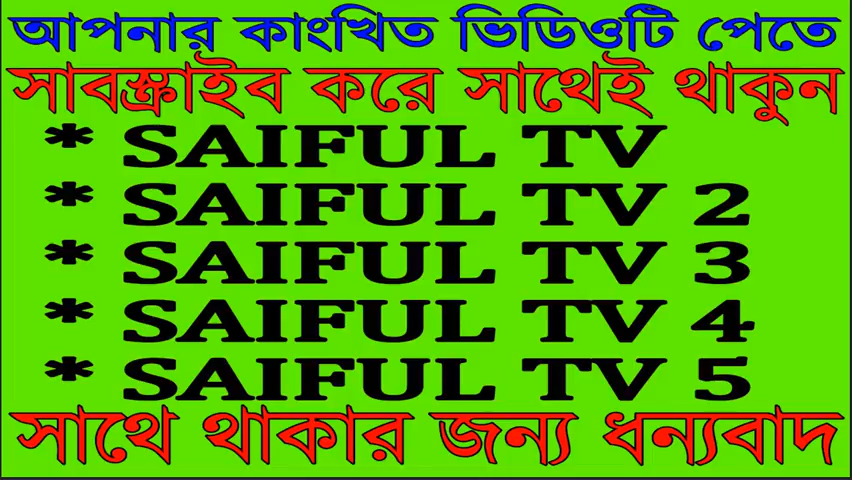 আপনার কাংখিত ভিডিওটি পেতে
সাবস্ক্রাইব করে সাথেই থাকুন
* SAIFUL TV
* SAIFUL TV 2
* SAIFUL TV 3
* SAIFUL TV 4
* SAIFUL TV 5
সাথে থাকার জন্য ধন্যবাদ